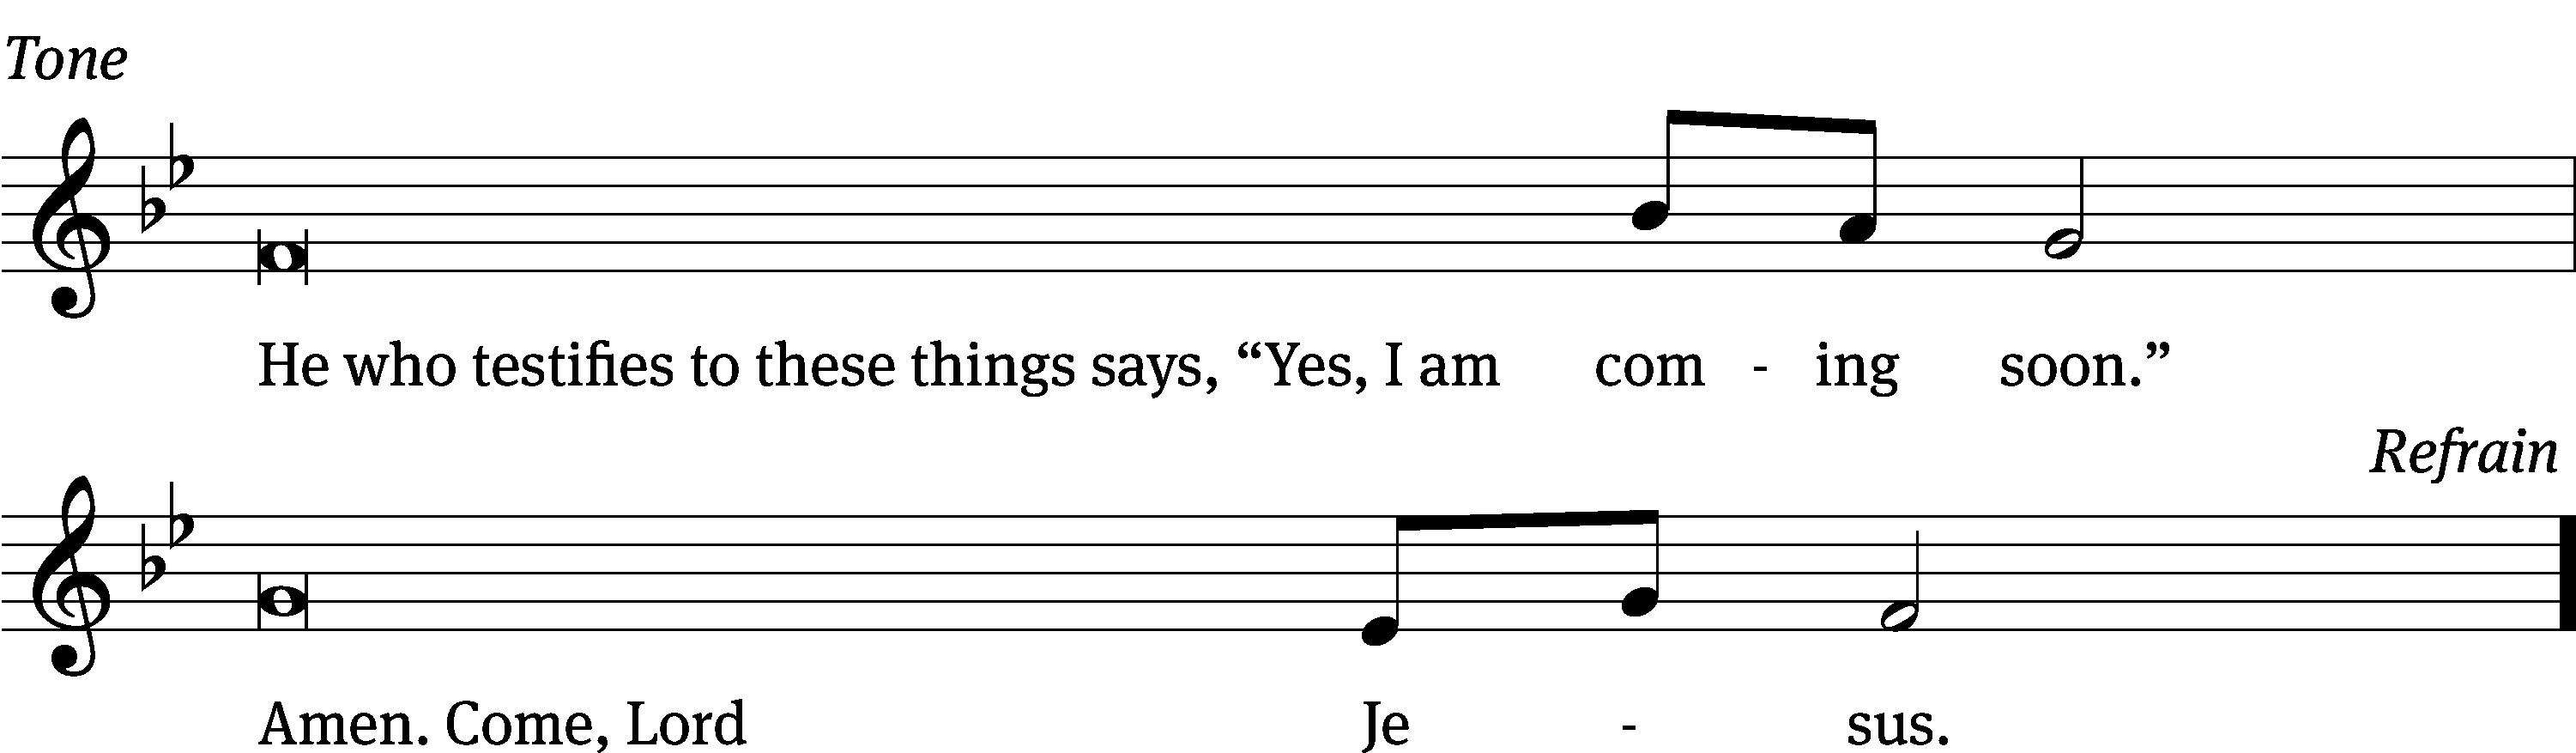 Tone
He who testifies to these things says, “Yes, I am com - ing soon.”
Refrain
Amen. Come, Lord Je - sus.